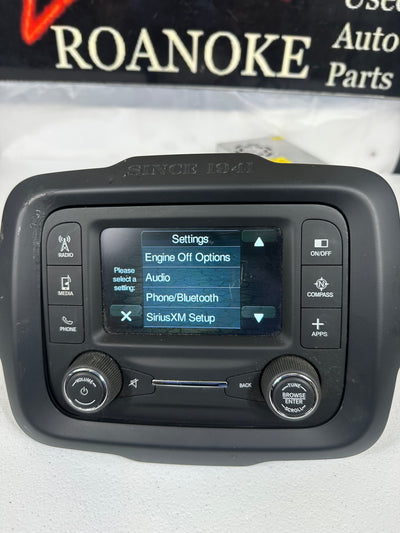 Used
ROANOKE
Auto
Parts
SINCE 1941
RADIO
MEDIA
PHONE
Settings
Please
select a
setting:
Engine Off Options
Audio
Phone/Bluetooth
SiriusXM Setup
ON/OFF
N
COMPASS
APPS
VOLUME
BACK
TUNE
BROWSE
ENTER
SCROLL